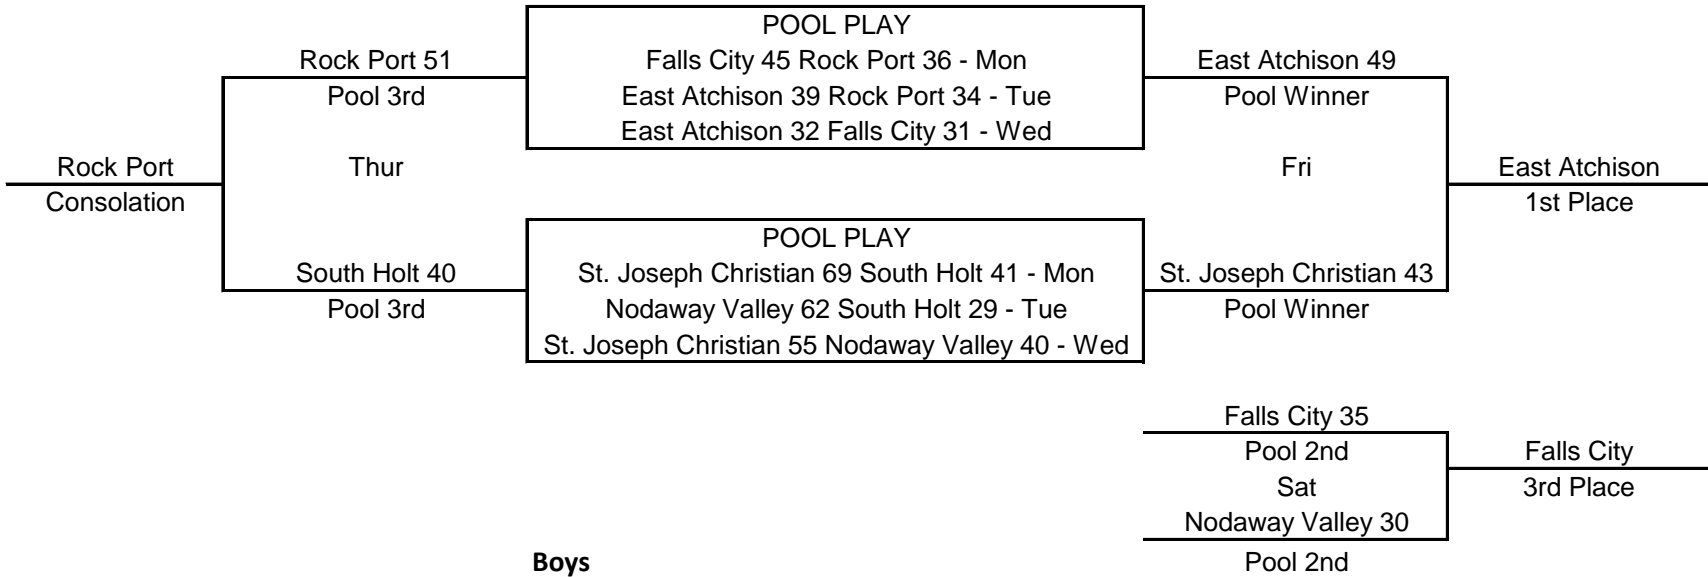 POOL PLAY
Rock Port 51
Falls City 45 Rock Port 36 - Mon
East Atchison 49
Pool 3rd
East Atchison 39 Rock Port 34 - Tue
Pool Winner
East Atchison 32 Falls City 31 - Wed
Rock Port
Thur
Fri
East Atchison
Consolation
1st Place
POOL PLAY
South Holt 40
St. Joseph Christian 69 South Holt 41 - Mon
St. Joseph Christian 43
Pool 3rd
Nodaway Valley 62 South Holt 29 - Tue
Pool Winner
St. Joseph Christian 55 Nodaway Valley 40 - Wed
Falls City 35
Pool 2nd
Falls City
Sat
3rd Place
Nodaway Valley 30
Boys
Pool 2nd